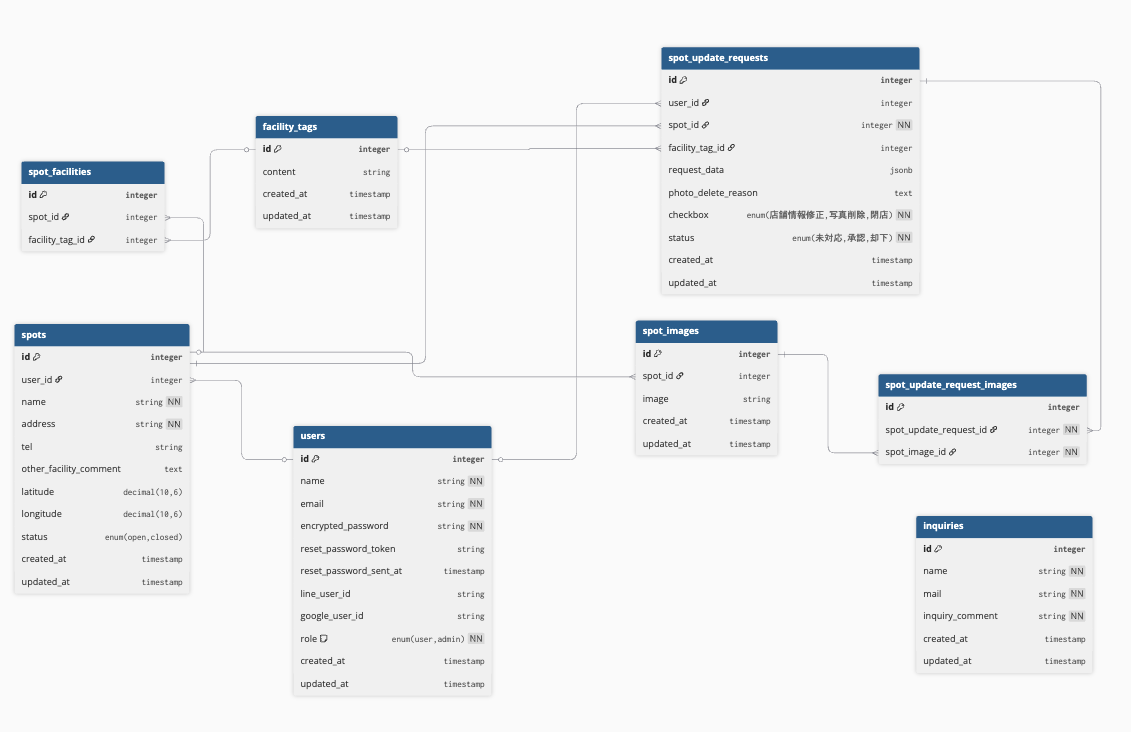 spot_update_requests
id integer
user_id integer
spot_id integer NN
facility_tag_id integer
request_data jsonb
photo_delete_reason text
checkbox enum(店舗情報修正,写真削除,閉店) NN
status enum(未対応,承認,却下) NN
created_at timestamp
updated_at timestamp
facility_tags
id integer
content string
created_at timestamp
updated_at timestamp
spot_facilities
id integer
spot_id integer
facility_tag_id integer
spots
id integer
user_id integer
name string NN
address string NN
tel string
other_facility_comment text
latitude decimal(10,6)
longitude decimal(10,6)
status enum(open,closed)
created_at timestamp
updated_at timestamp
users
id integer
name string NN
email string NN
encrypted_password string NN
reset_password_token string
reset_password_sent_at timestamp
line_user_id string
google_user_id string
role enum(user,admin) NN
created_at timestamp
updated_at timestamp
spot_images
id integer
spot_id integer
image string
created_at timestamp
updated_at timestamp
spot_update_request_images
id integer
spot_update_request_id integer NN
spot_image_id integer NN
inquiries
id integer
name string NN
mail string NN
inquiry_comment string NN
created_at timestamp
updated_at timestamp